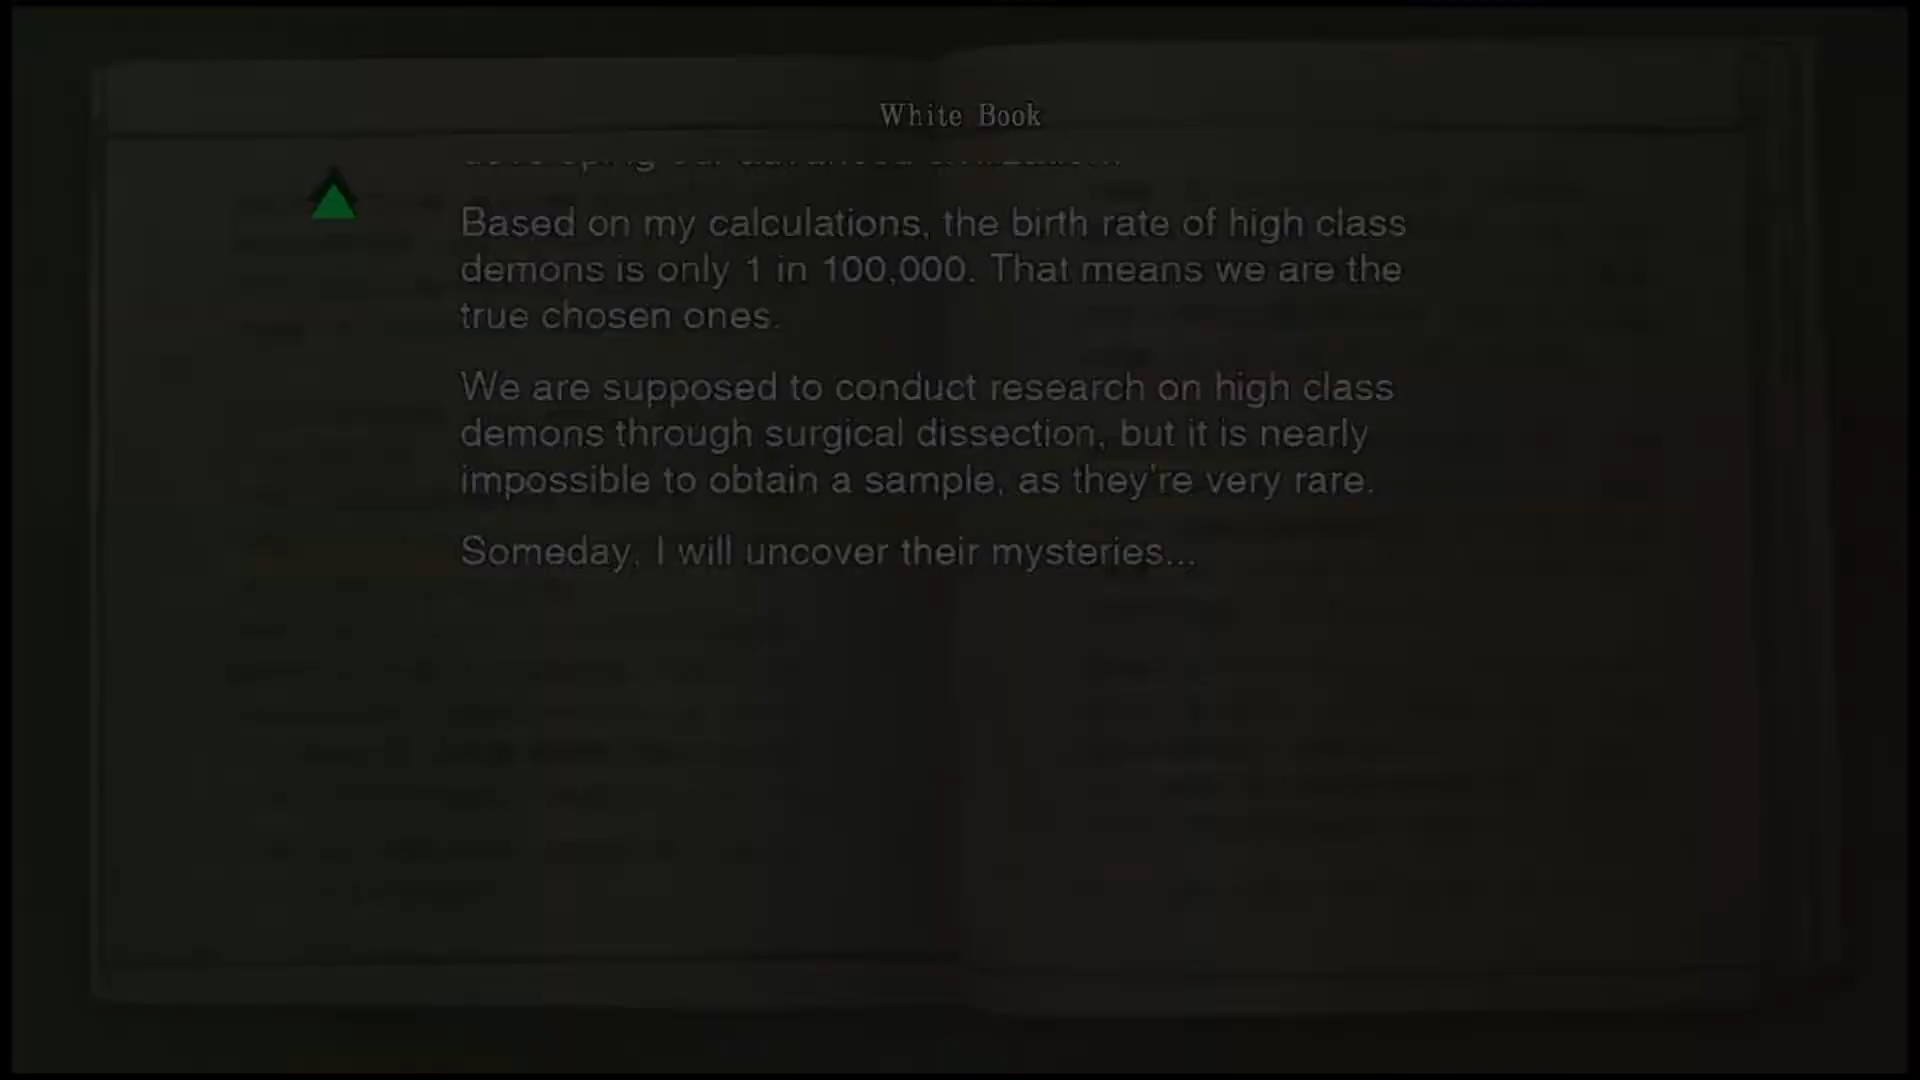 White Book
Based on my calculations, the birth rate of high class
demons is only 1 in 100,000. That means we are the
true chosen ones.
We are supposed to conduct research on high class
demons through surgical dissection, but it is nearly
impossible to obtain a sample, as they're very rare.
Someday, I will uncover their mysteries...